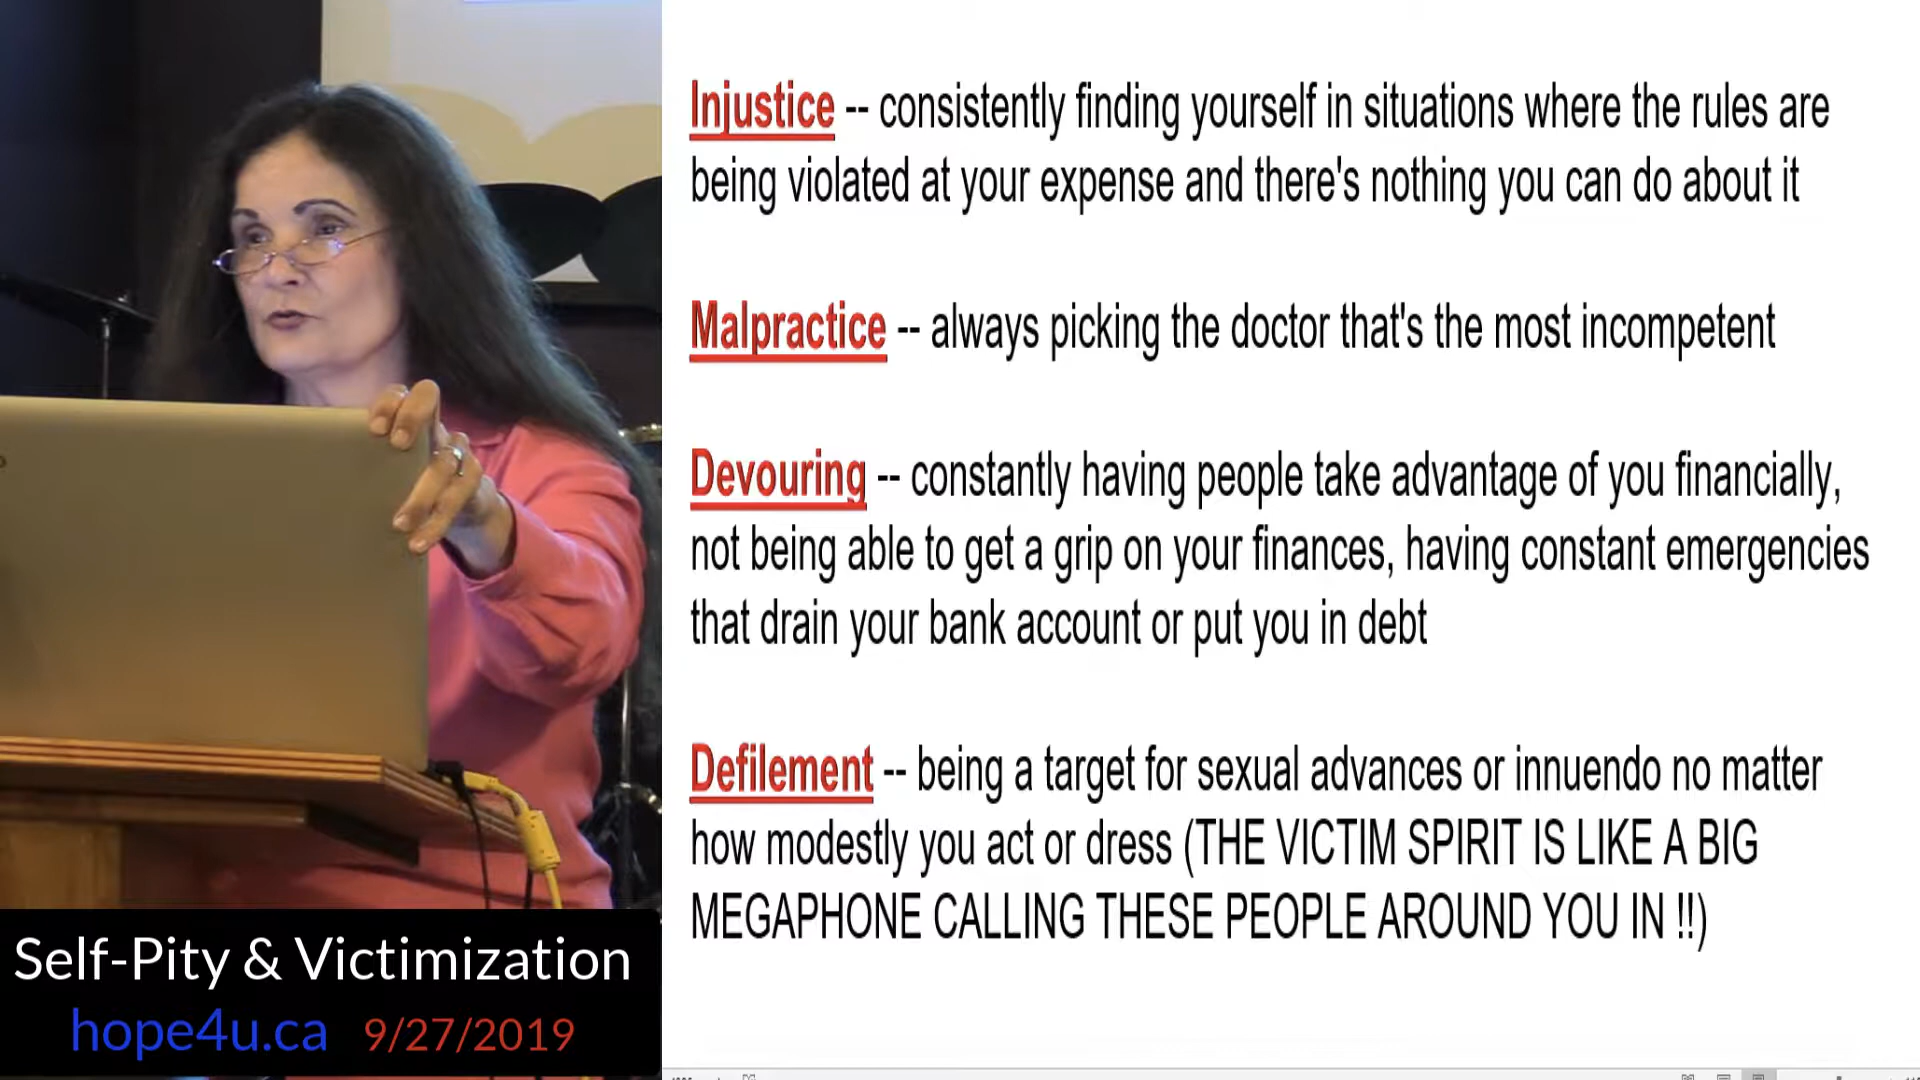 Injustice -- consistently finding yourself in situations where the rules are
being violated at your expense and there's nothing you can do about it
Malpractice -- always picking the doctor that's the most incompetent
Devouring -- constantly having people take advantage of you financially,
not being able to get a grip on your finances, having constant emergencies
that drain your bank account or put you in debt
Defilement -- being a target for sexual advances or innuendo no matter
how modestly you act or dress (THE VICTIM SPIRIT IS LIKE A BIG
MEGAPHONE CALLING THESE PEOPLE AROUND YOU IN !!)
Self-Pity & Victimization
hope4u.ca 9/27/2019